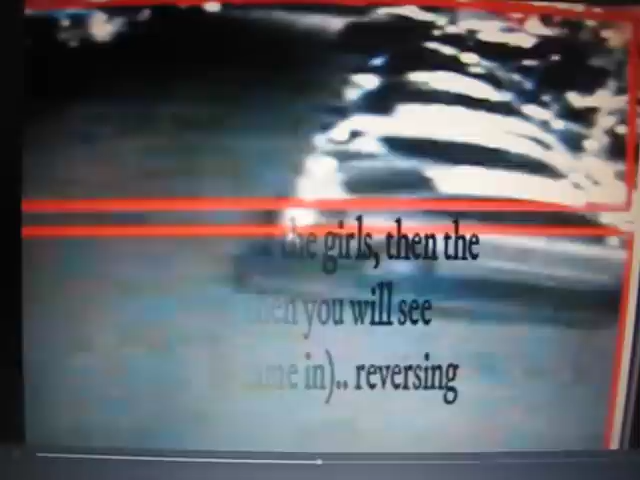 the girls, then the
you will see
in).. reversing